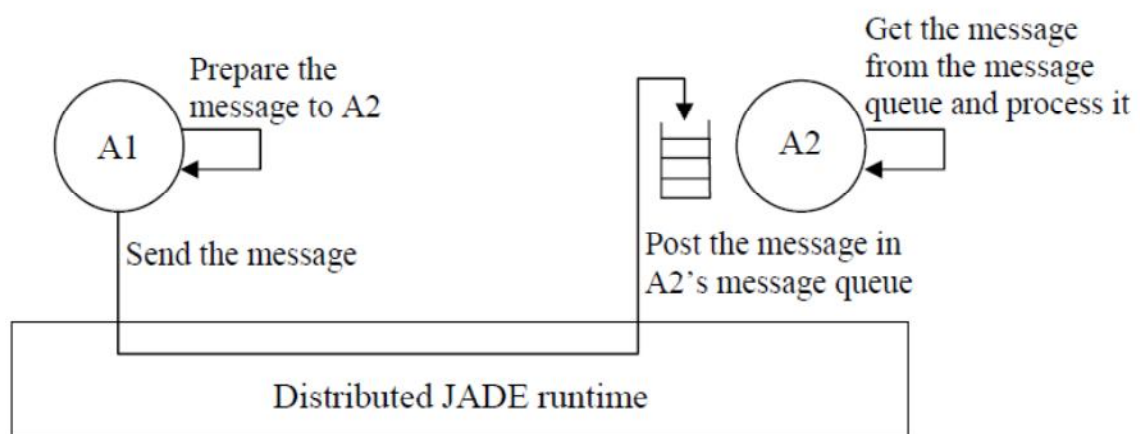 Prepare the
message to A2
A1
Send the message
Get the message
from the message
queue and process it
A2
Post the message in
A2's message queue
Distributed JADE runtime